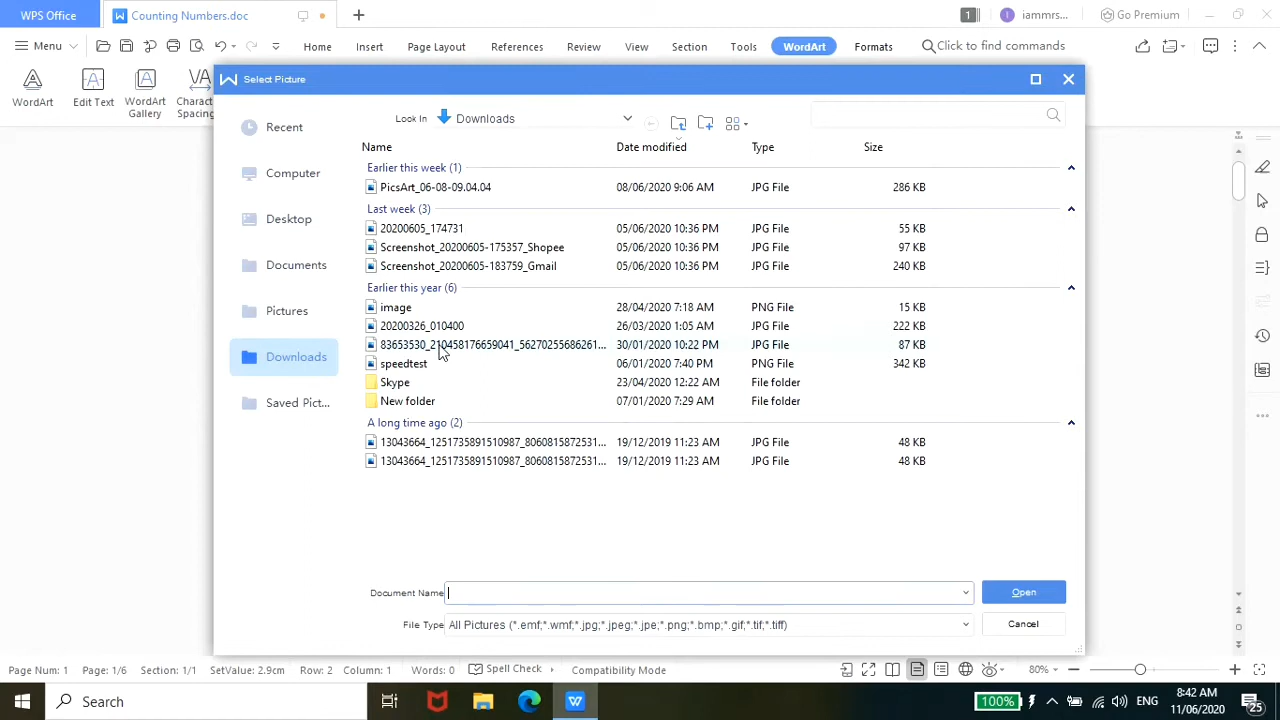 WPS Office Counting Numbers.doc 1 iammrs... Go Premium
Menu Home Insert Page Layout References Review View Section Tools WordArt Formats Click to find commands
WordArt Edit Text WordArt Gallery Charact Spacing
Select Picture
Look In Downloads
Recent
Computer
Desktop
Documents
Pictures
Downloads
Saved Pict...
Name Date modified Type Size
Earlier this week (1)
PicsArt_06-08-09.04.04 08/06/2020 9:06 AM JPG File 286 KB
Last week (3)
20200605_174731 05/06/2020 10:36 PM JPG File 55 KB
Screenshot_20200605-175357_Shopee 05/06/2020 10:36 PM JPG File 97 KB
Screenshot_20200605-183759_Gmail 05/06/2020 10:36 PM JPG File 240 KB
Earlier this year (6)
image 28/04/2020 7:18 AM PNG File 15 KB
20200326_010400 26/03/2020 1:05 AM JPG File 222 KB
83653530_210458176659041_56270255686261... 30/01/2020 10:22 PM JPG File 87 KB
speedtest 06/01/2020 7:40 PM PNG File 342 KB
Skype 23/04/2020 12:22 AM File folder
New folder 07/01/2020 7:29 AM File folder
A long time ago (2)
13043664_1251735891510987_8060815872531... 19/12/2019 11:23 AM JPG File 48 KB
13043664_1251735891510987_8060815872531... 19/12/2019 11:23 AM JPG File 48 KB
Document Name Open
File Type All Pictures (*.emf;*.wmf;*.jpg;*.jpeg;*.jpe;*.png;*.bmp;*.gif;*.tif;*.tiff) Cancel
Page Num: 1 Page: 1/6 Section: 1/1 SetValue: 2.9cm Row: 2 Column: 1 Words: 0 Spell Check Compatibility Mode 80%
Search 100% ENG 8:42 AM
11/06/2020 25